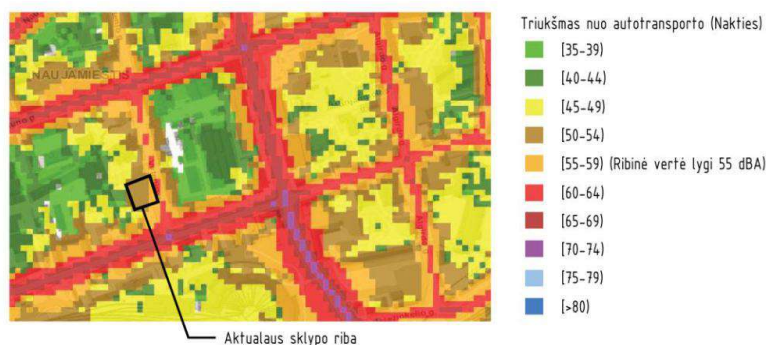 Triukšmas nuo autotransporto (Nakties)
NAUJAMIESTIS
[35-39)
[40-44)
[45-49)
[50-54)
[55-59) (Ribinė vertė lygi 55 dBA)
[60-64)
[65-69)
[70-74)
[75-79)
[>80)
Aktualaus sklypo riba